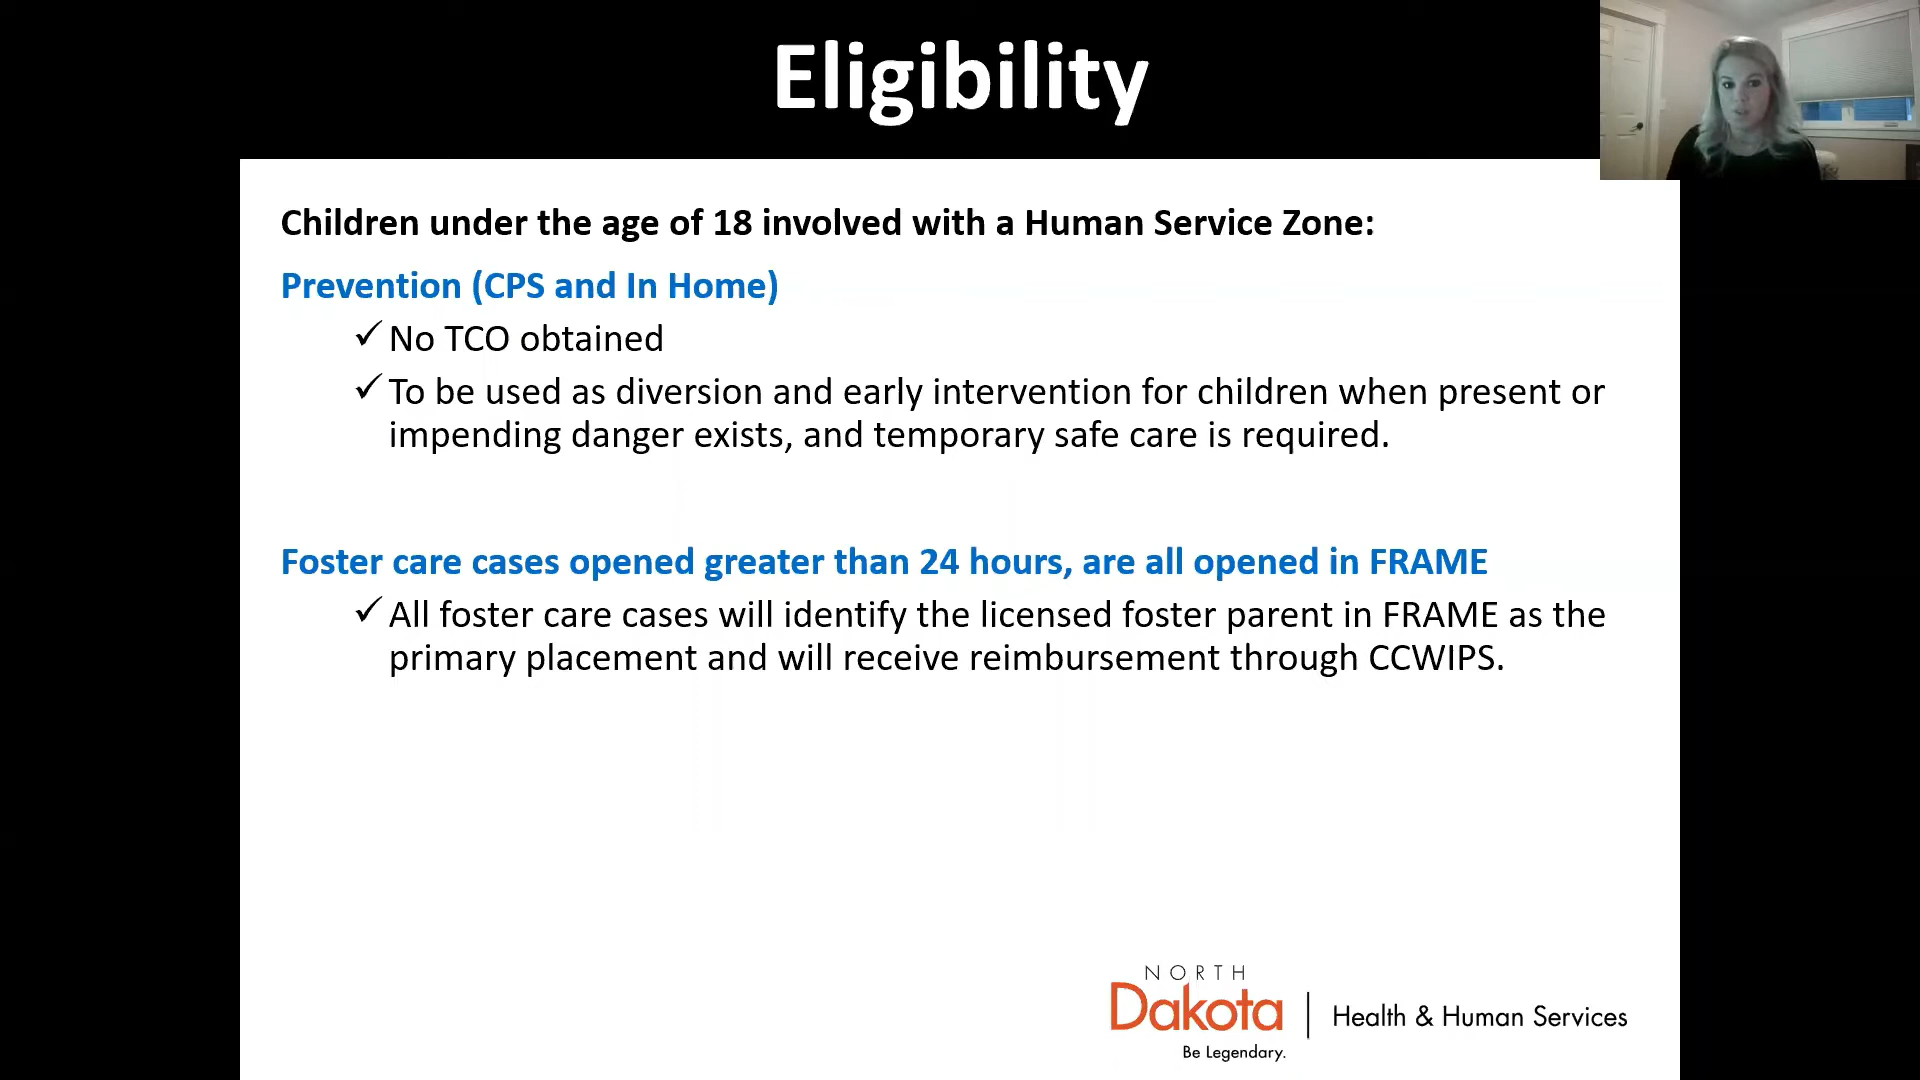 Eligibility
Children under the age of 18 involved with a Human Service Zone:
Prevention (CPS and In Home)
✓ No TCO obtained
✓ To be used as diversion and early intervention for children when present or
impending danger exists, and temporary safe care is required.
Foster care cases opened greater than 24 hours, are all opened in FRAME
✓ All foster care cases will identify the licensed foster parent in FRAME as the
primary placement and will receive reimbursement through CCWIPS.
NORTH
Dakota | Health & Human Services
Be Legendary.